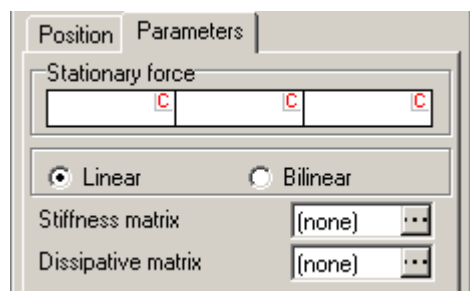 Position Parameters
Stationary force
C C C
Linear Bilinear
Stiffness matrix (none) ...
Dissipative matrix (none) ...